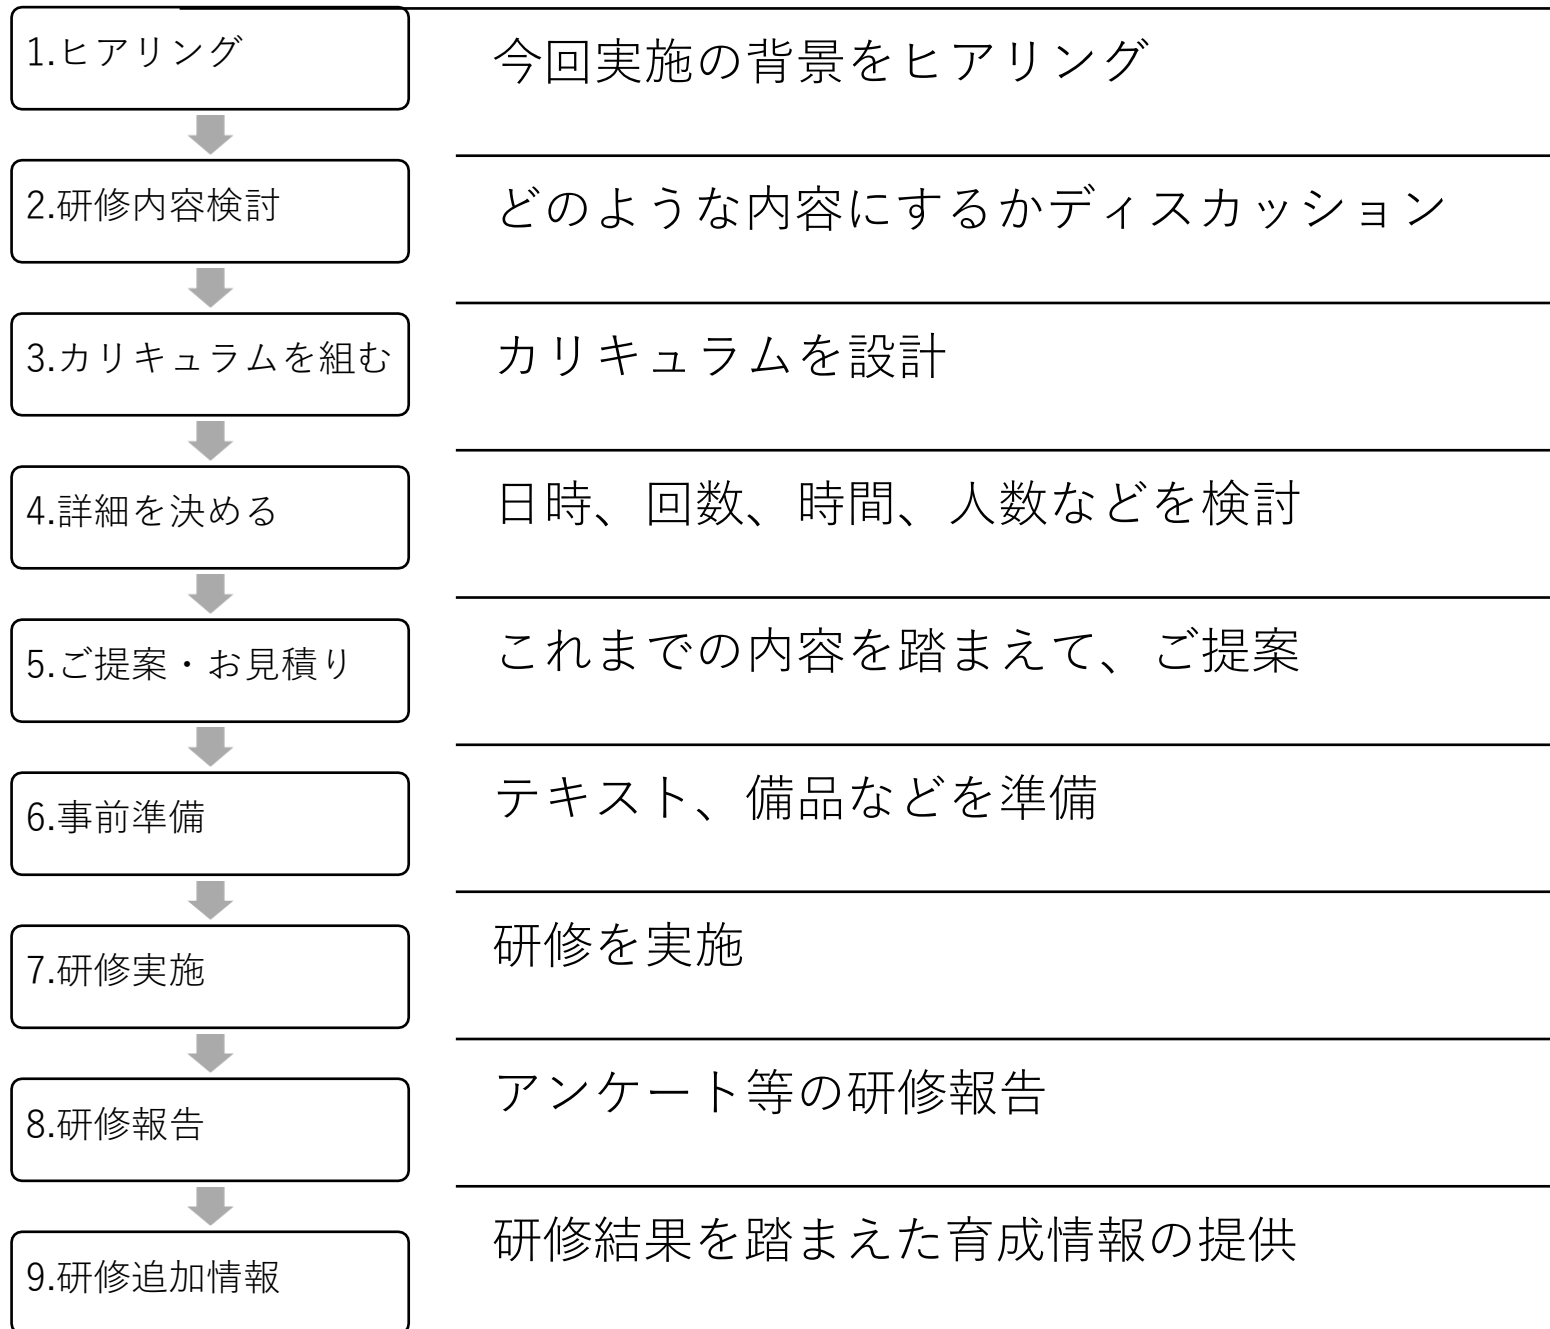 1.ヒアリング
今回実施の背景をヒアリング
2.研修内容検討
どのような内容にするかディスカッション
3.カリキュラムを組む
カリキュラムを設計
4.詳細を決める
日時、回数、時間、人数などを検討
5.ご提案・お見積り
これまでの内容を踏まえて、ご提案
6.事前準備
テキスト、備品などを準備
7.研修実施
研修を実施
8.研修報告
アンケート等の研修報告
9.研修追加情報
研修結果を踏まえた育成情報の提供